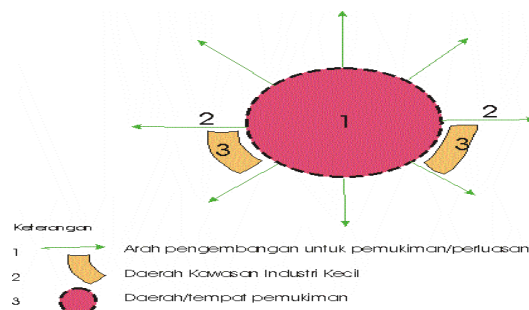 1
2
2
3
3
Keterangan
1 Arah pengembangan untuk pemukiman/perluasan
2 Daerah Kawasan Industri Kecil
3 Daerah/tempat pemukiman